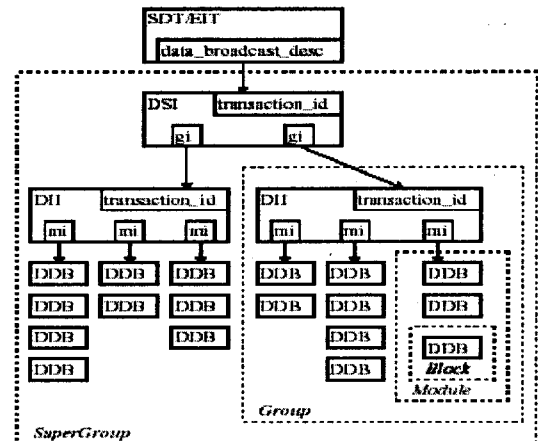 SDT/EIT
data_broadcast_desc
DSI transaction_id
gi gi
DII transaction_id DII transaction_id
mi mi mi mi mi mi
DDB DDB DDB DDB DDB DDB
DDB DDB DDB DDB DDB DDB
DDB DDB DDB DDB
DDB DDB
Block
Module
Group
SuperGroup